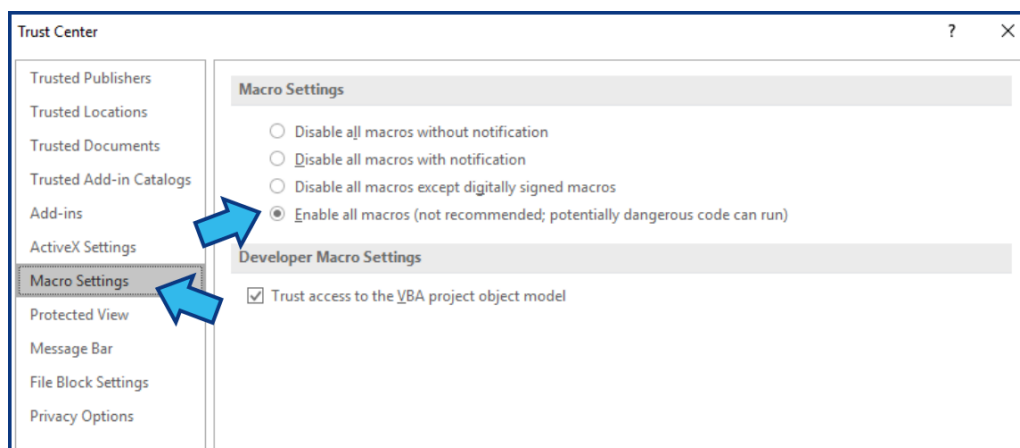 Trust Center
?
Trusted Publishers
Trusted Locations
Trusted Documents
Trusted Add-in Catalogs
Add-ins
ActiveX Settings
Macro Settings
Protected View
Message Bar
File Block Settings
Privacy Options
Macro Settings
Disable all macros without notification
Disable all macros with notification
Disable all macros except digitally signed macros
Enable all macros (not recommended; potentially dangerous code can run)
Developer Macro Settings
Trust access to the VBA project object model